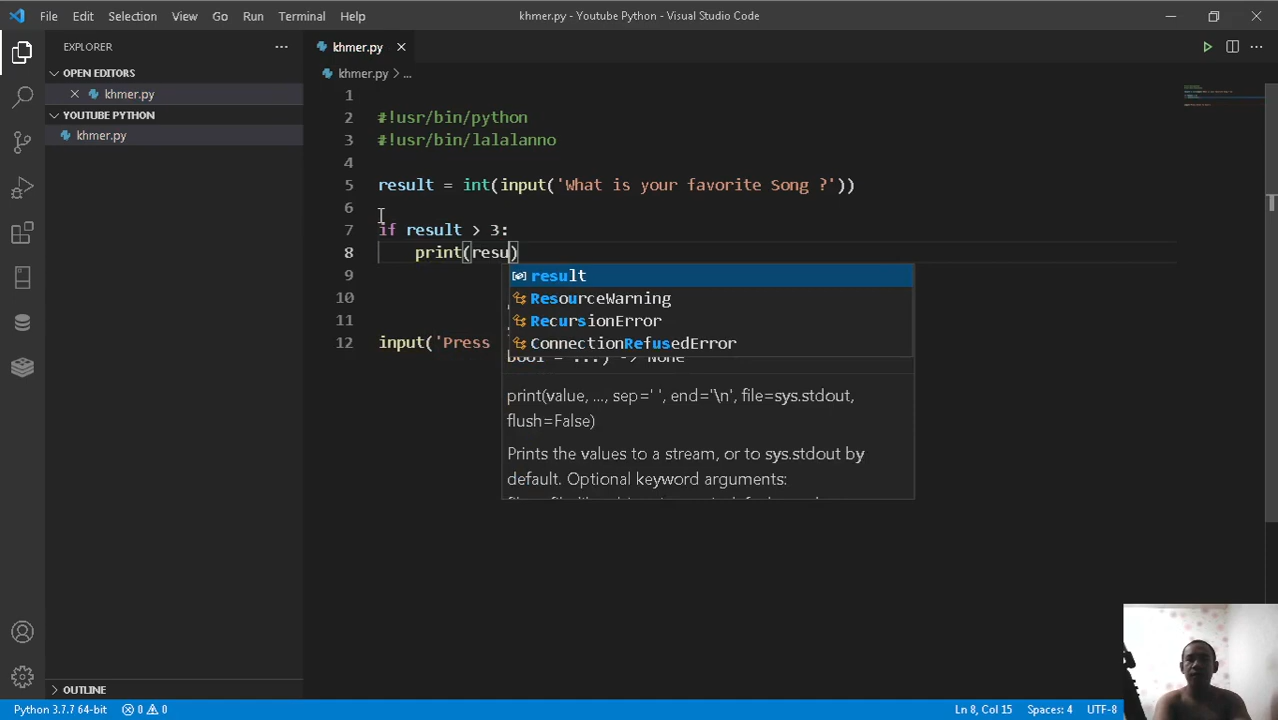 File Edit Selection View Go Run Terminal Help
khmer.py - Youtube Python - Visual Studio Code
EXPLORER
OPEN EDITORS
khmer.py
YOUTUBE PYTHON
khmer.py
OUTLINE
khmer.py
khmer.py > ...
1
2 #!usr/bin/python
3 #!usr/bin/lalalanno
4
5 result = int(input('What is your favorite Song ?'))
6
7 if result > 3:
8 print(resu)
9
10
11
12 input('Press
result
ResourceWarning
RecursionError
ConnectionRefusedError
bool = ...) -> None
print(value, ..., sep=' ', end='\n', file=sys.stdout,
flush=False)
Prints the values to a stream, or to sys.stdout by
default. Optional keyword arguments:
Python 3.7.7 64-bit 0 0 Ln 8, Col 15 Spaces: 4 UTF-8